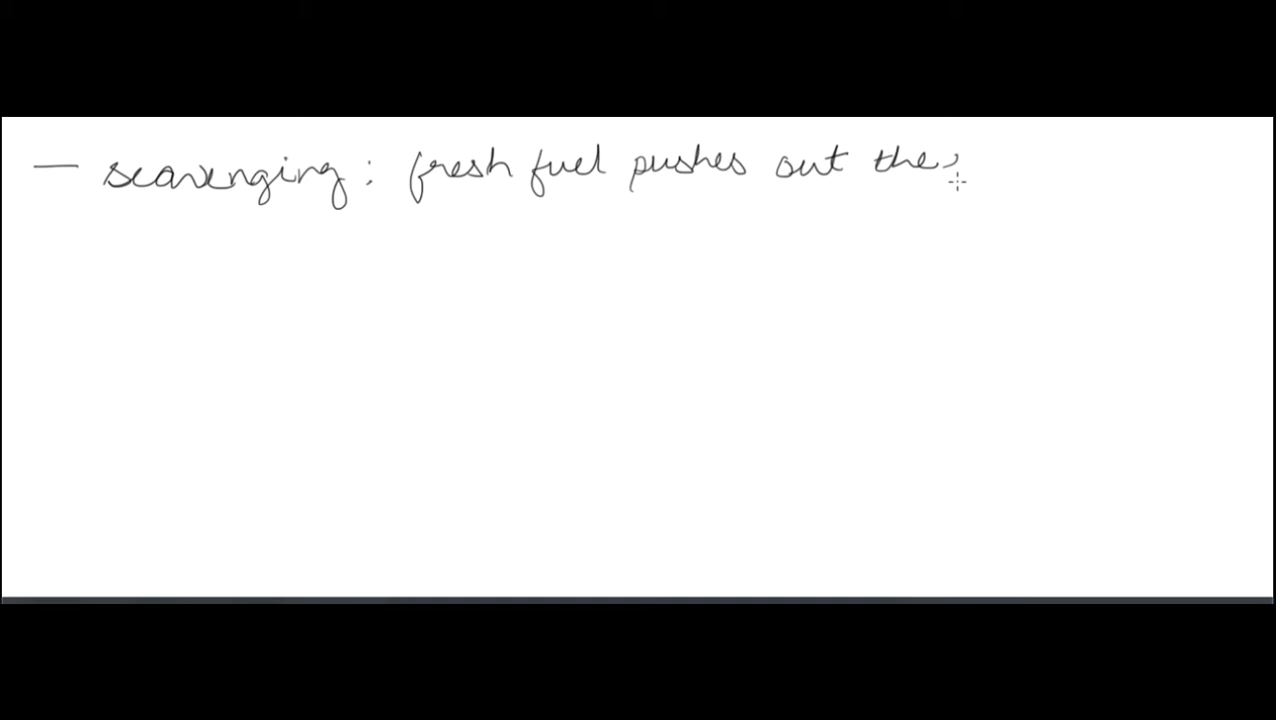 — scavenging : fresh fuel pushes out the